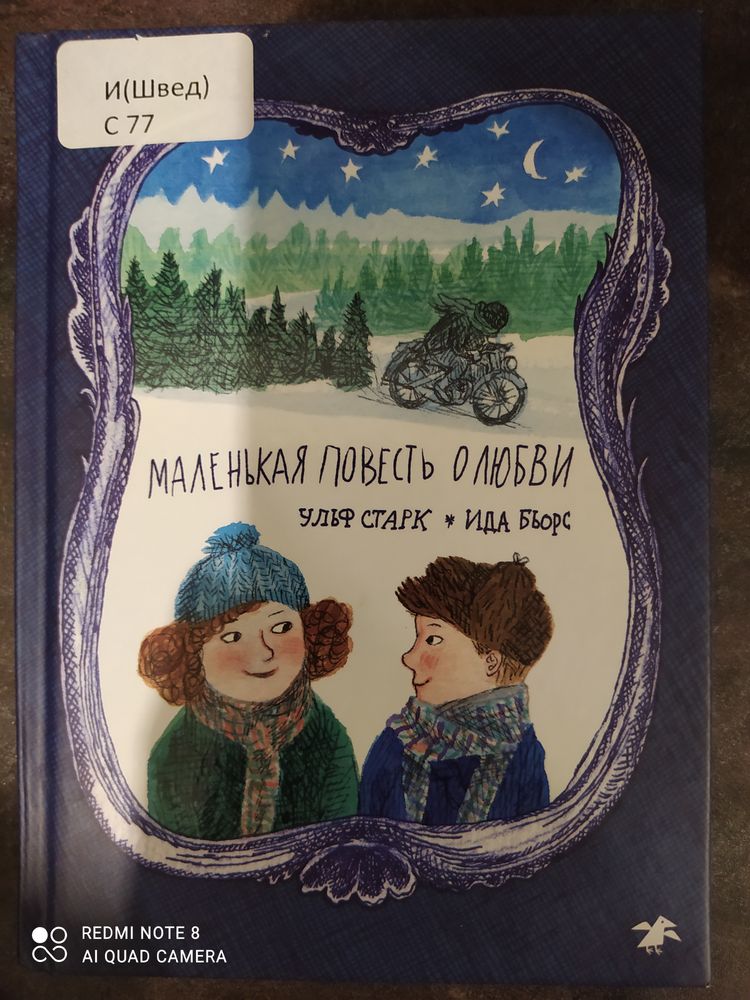 И(Швед)
С 77
МАЛЕНЬКАЯ ПОВЕСТЬ О ЛЮБВИ
УЛЬФ СТАРК * ИДА БЬОРС
REDMI NOTE 8
AI QUAD CAMERA